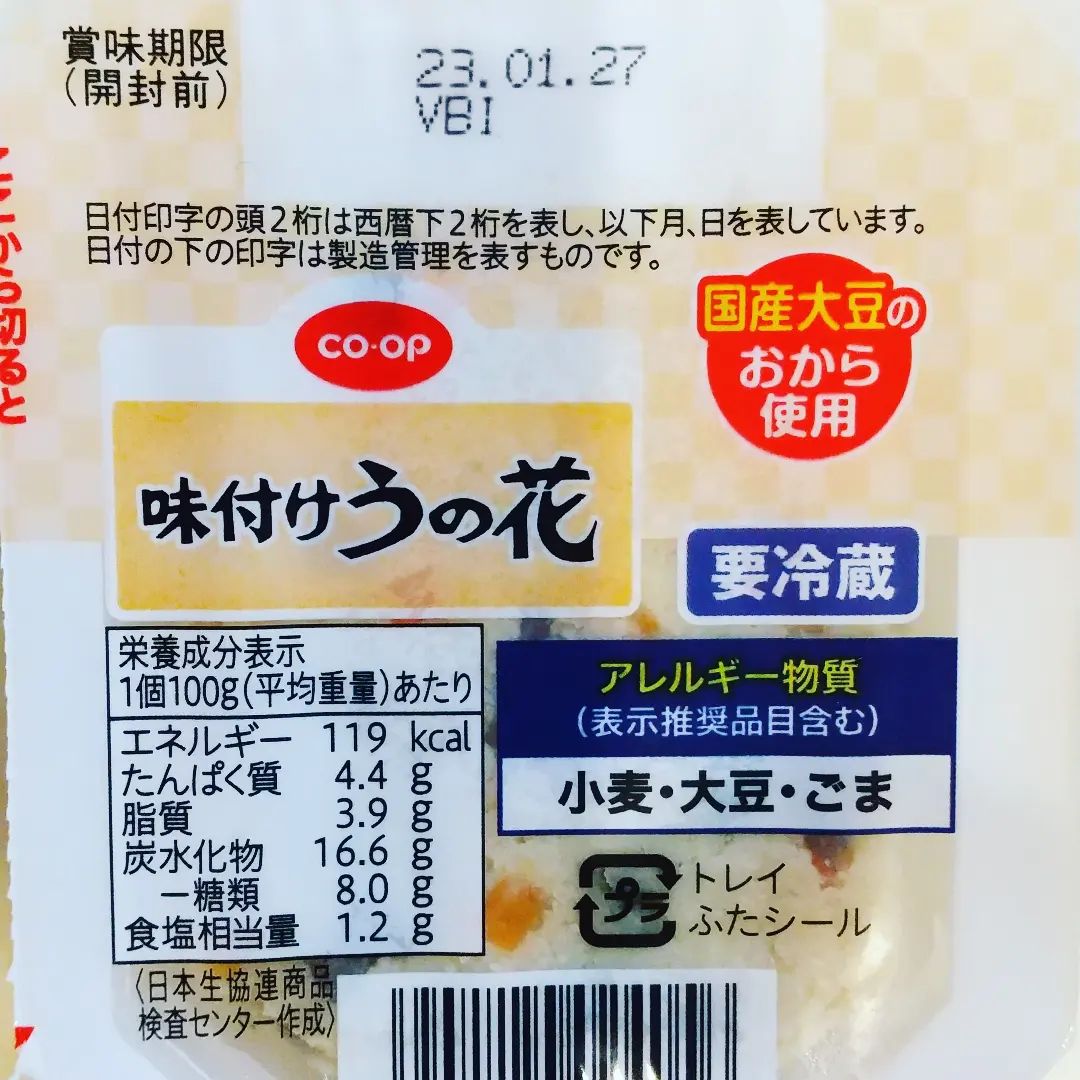 賞味期限
（開封前）
23.01.27
VBI
日付印字の頭2桁は西暦下2桁を表し、以下月、日を表しています。
日付の下の印字は製造管理を表すものです。
ここから切ると
co·op
国産大豆の
おから
使用
味付けうの花
要冷蔵
栄養成分表示
1個100g(平均重量)あたり
エネルギー 119 kcal
たんぱく質 4.4 g
脂質 3.9 g
炭水化物 16.6 g
－糖類 8.0 g
食塩相当量 1.2 g
〈日本生協連商品
検査センター作成〉
アレルギー物質
（表示推奨品目含む）
小麦・大豆・ごま
プラ
トレイ
ふたシール